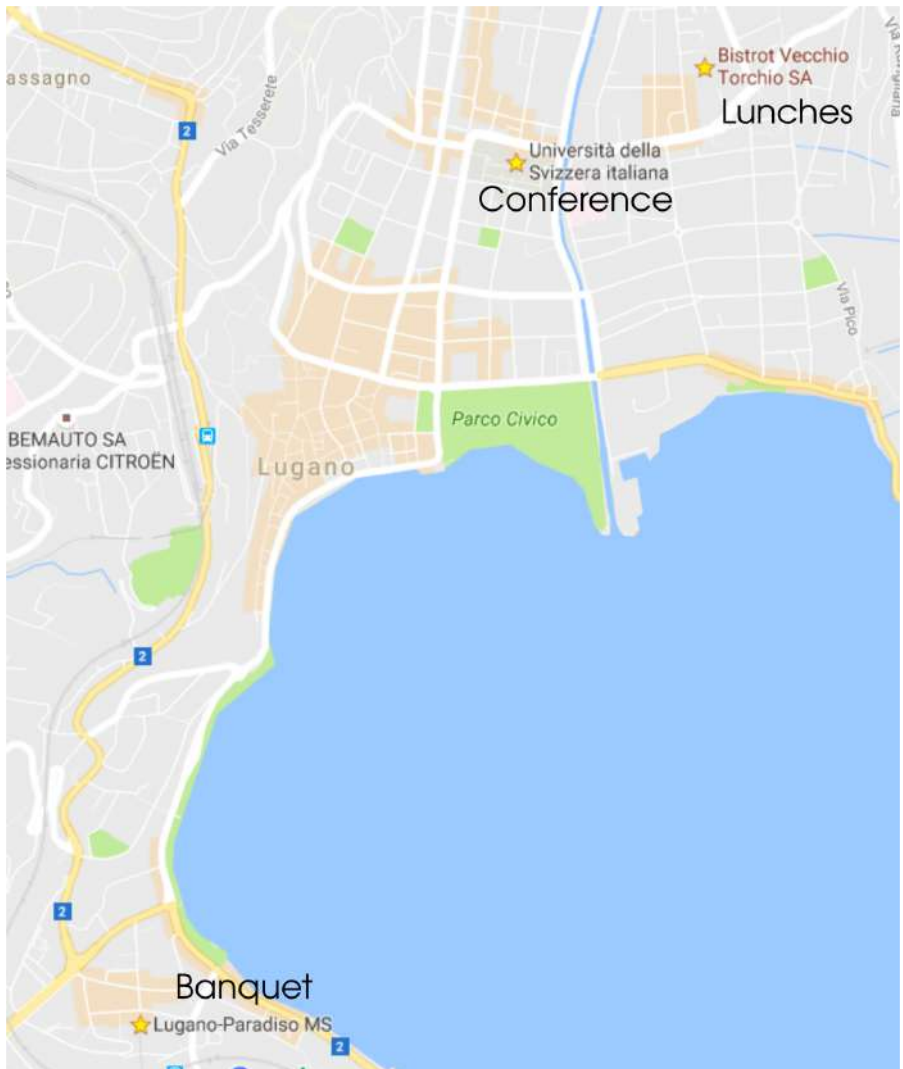 assagno
2
Via Tesserete
Bistrot Vecchio
Torchio SA
Lunches
Università della
Svizzera italiana
Conference
Via Pico
Parco Civico
BEMAUTO SA
essionaria CITROËN
Lugano
2
2
Banquet
Lugano-Paradiso MS
2